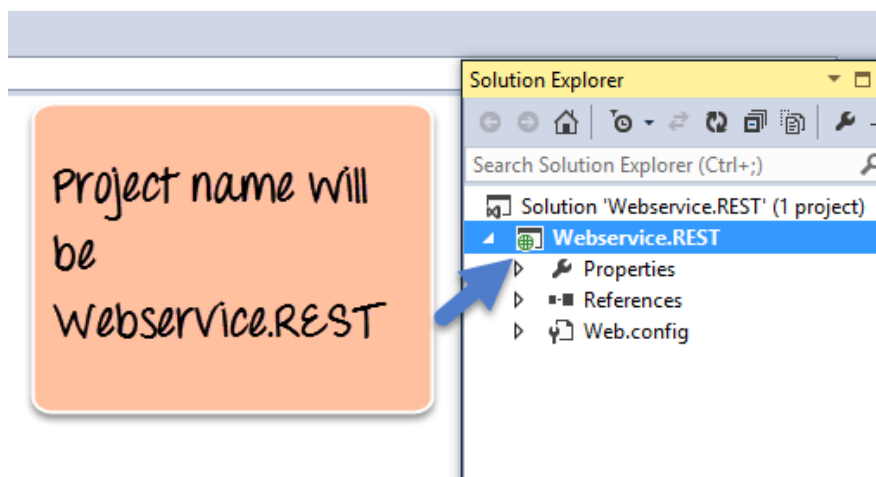 Project name will
be
Webservice.REST
Solution Explorer
Search Solution Explorer (Ctrl+;)
Solution 'Webservice.REST' (1 project)
Webservice.REST
Properties
References
Web.config